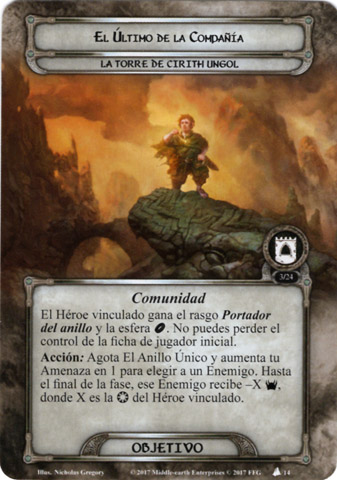 El Último de la Compañía
La Torre de Cirith Ungol
3/24
Comunidad
El Héroe vinculado gana el rasgo Portador
del anillo y la esfera . No puedes perder el
control de la ficha de jugador inicial.
Acción: Agota El Anillo Único y aumenta tu
Amenaza en 1 para elegir a un Enemigo. Hasta
el final de la fase, ese Enemigo recibe –X ,
donde X es la del Héroe vinculado.
Objetivo
Illus. Nicholas Gregory ©2017 Middle-earth Enterprises © 2017 FFG 14